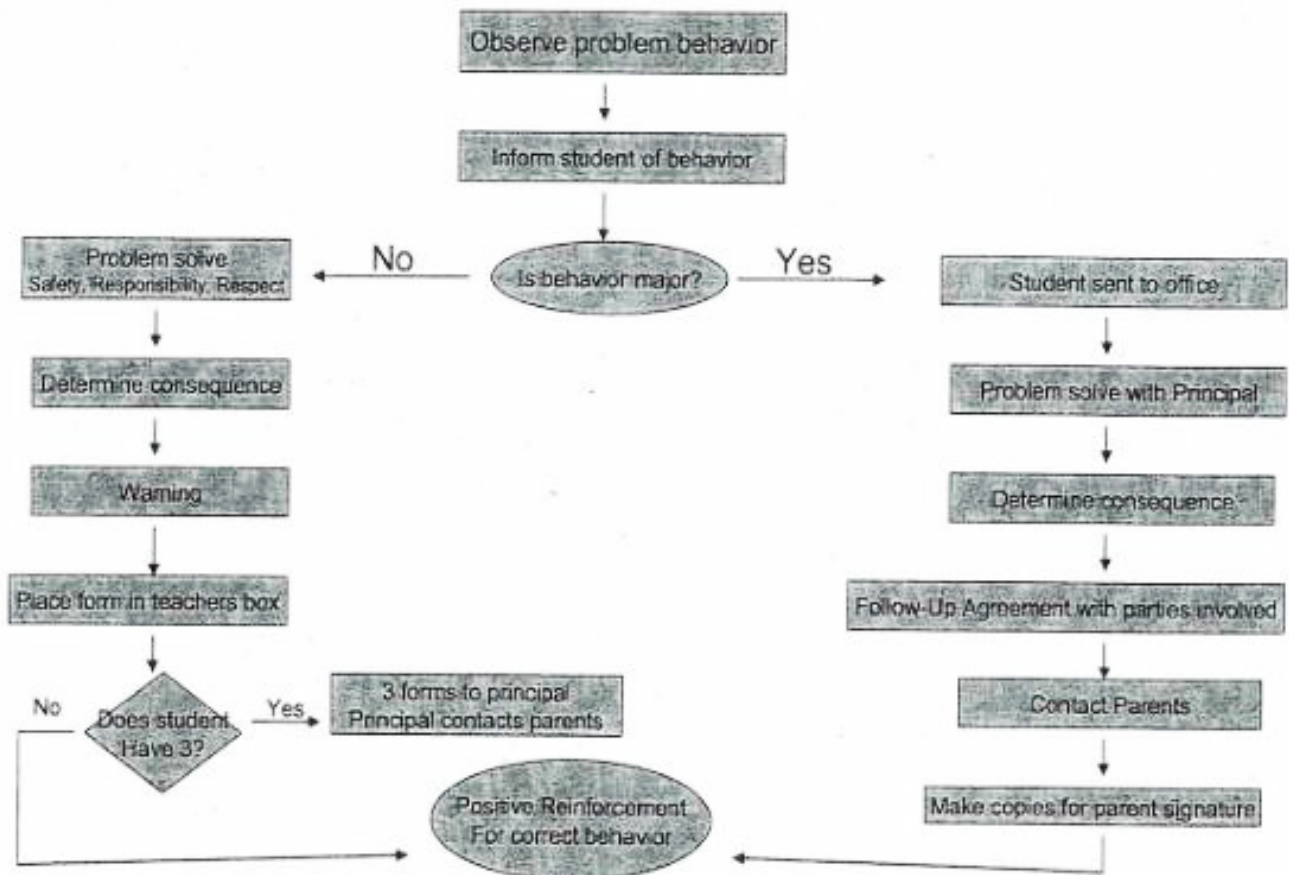 Observe problem behavior
Inform student of behavior
Is behavior major?
No
Yes
Problem solve
Safety, Responsibility, Respect
Determine consequence
Warning
Place form in teachers box
Does student
Have 3?
No
Yes
3 forms to principal
Principal contacts parents
Student sent to office
Problem solve with Principal
Determine consequence
Follow-Up Agreement with parties involved
Contact Parents
Make copies for parent signature
Positive Reinforcement
For correct behavior